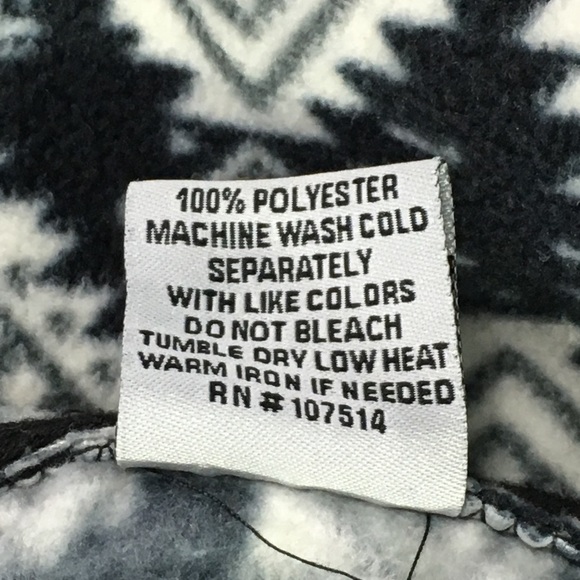 100% POLYESTER
MACHINE WASH COLD
SEPARATELY
WITH LIKE COLORS
DO NOT BLEACH
TUMBLE DRY LOW HEAT
WARM IRON IF NEEDED
RN # 107514